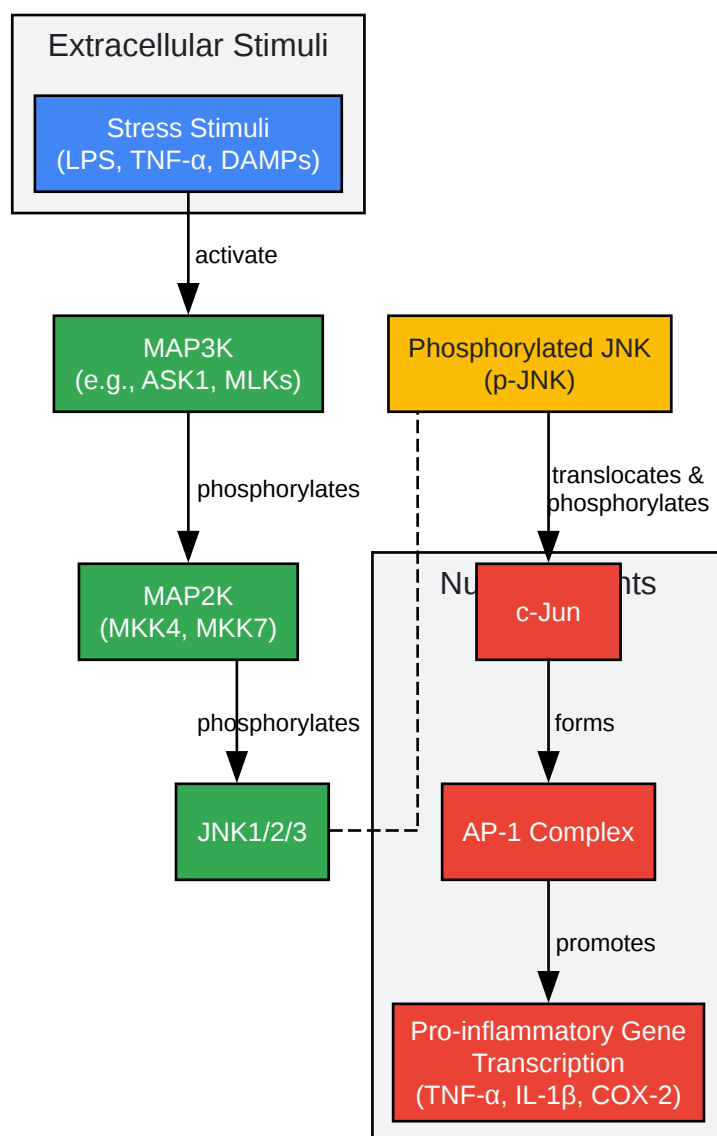 Extracellular Stimuli
Stress Stimuli
(LPS, TNF-α, DAMPs)
activate
MAP3K
(e.g., ASK1, MLKs)
phosphorylates
MAP2K
(MKK4, MKK7)
phosphorylates
JNK1/2/3
Phosphorylated JNK
(p-JNK)
translocates &
phosphorylates
c-Jun
forms
AP-1 Complex
promotes
Pro-inflammatory Gene
Transcription
(TNF-α, IL-1β, COX-2)